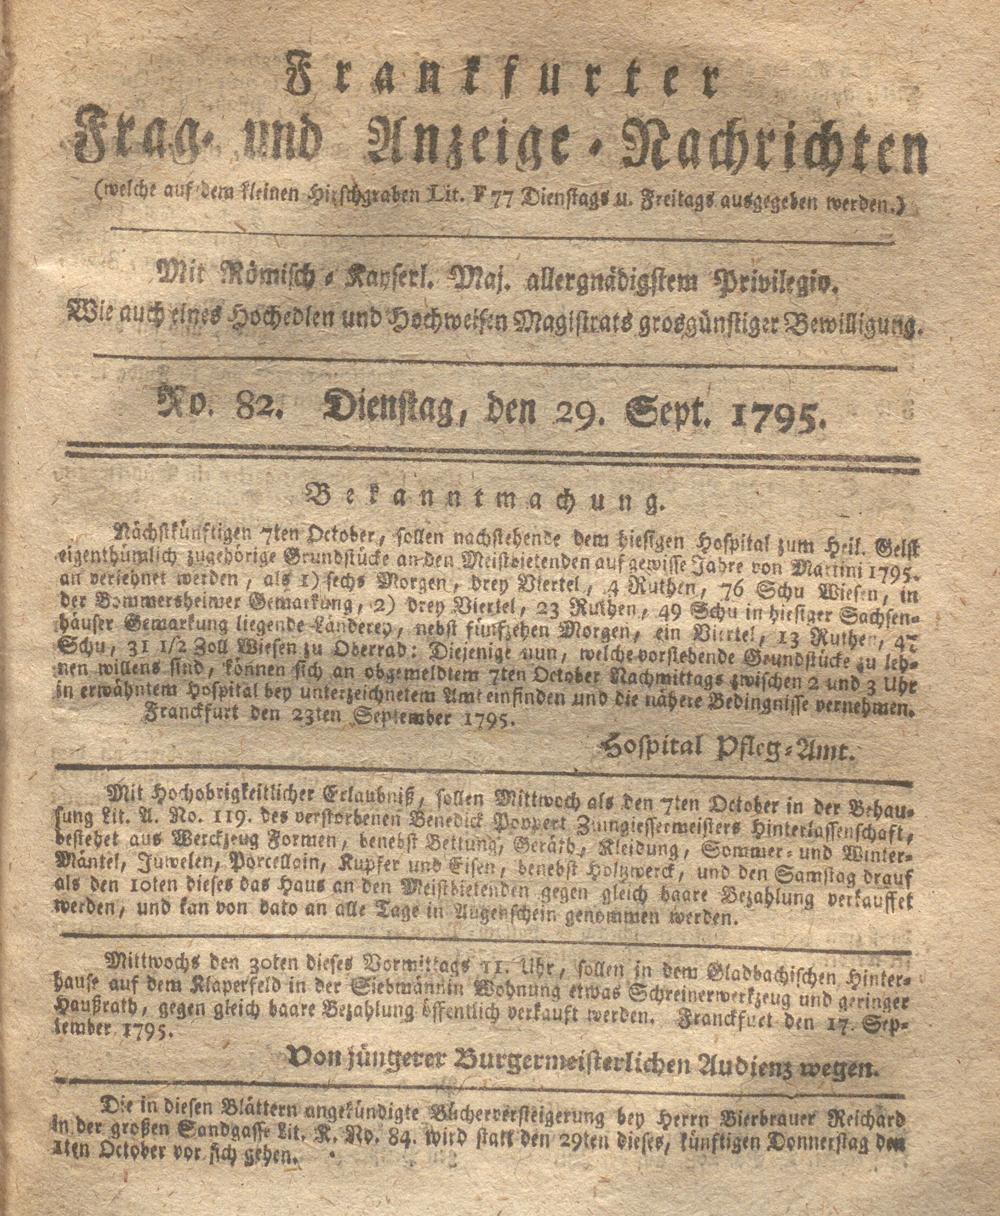 Frankfurter
Frag- und Anzeige-Nachrichten
(welche auf dem kleinen Hirschgraben Lit. F 77 Dienstags u. Freitags ausgegeben werden.)
Mit Römisch-Kayserl. Maj. allergnädigstem Privilegio.
Wie auch eines Hochedlen und Hochweisen Magistrats grosgünstiger Bewilligung.
No. 82. Dienstag, den 29. Sept. 1795.
Bekanntmachung.
Nächstkünftigen 7ten October, sollen nachstehende dem hiesigen Hospital zum Heil. Geist
eigenthümlich zugehörige Grundstücke an den Meistbietenden auf gewisse Jahre von Martini 1795.
an verlehnet werden, als 1) sechs Morgen, drey Viertel, 4 Ruthen, 76 Schu Wiesen, in
der Bommersheimer Gemarkung, 2) drey Viertel, 23 Ruthen, 49 Schu in hiesiger Sachsen-
häuser Gemarkung liegende Länderey, nebst fünfzehen Morgen, ein Viertel, 13 Ruthen, 47
Schu, 31 1/2 Zoll Wiesen zu Oberrad: Diejenige nun, welche vorstehende Grundstücke zu leh-
nen willens sind, können sich an obgemeldtem 7ten October Nachmittags zwischen 2 und 3 Uhr
in erwähntem Hospital bey unterzeichnetem Amt einfinden und die nähere Bedingnisse vernehmen.
Franckfurt den 23ten September 1795.
Hospital Pfleg-Amt.
Mit Hochobrigkeitlicher Erlaubniß, sollen Mittwoch als den 7ten October in der Behau-
sung Lit. A. No. 119. des verstorbenen Benedict Poppert Zinngiessermeisters Hinterlassenschaft,
bestehet aus Werckzeug Formen, benebst Bettung, Geräth, Kleidung, Sommer- und Winter-
Mäntel, Juwelen, Porcellain, Kupfer und Eisen, benebst Holzwerck, und den Samstag drauf
als den 10ten dieses das Haus an den Meistbietenden gegen gleich baare Bezahlung verkauffet
werden, und kan von dato an alle Tage in Augenschein genommen werden.
Mittwochs den 30ten dieses Vormittags 11. Uhr, sollen in dem Gladbachischen Hinter-
hause auf dem Klaperfeld in der Siebmännin Wohnung etwas Schreinerwerkzeug und geringer
Haußrath, gegen gleich baare Bezahlung öffentlich verkauft werden. Franckfuet den 17. Sep-
tember 1795.
Von jüngerer Burgermeisterlichen Audienz wegen.
Die in diesen Blättern angekündigte Bücherversteigerung bey Herrn Bierbrauer Reichard
in der großen Sandgasse Lit. K. No. 84. wird statt den 29ten dieses, künftigen Donnerstag den
1ten October vor sich gehen.